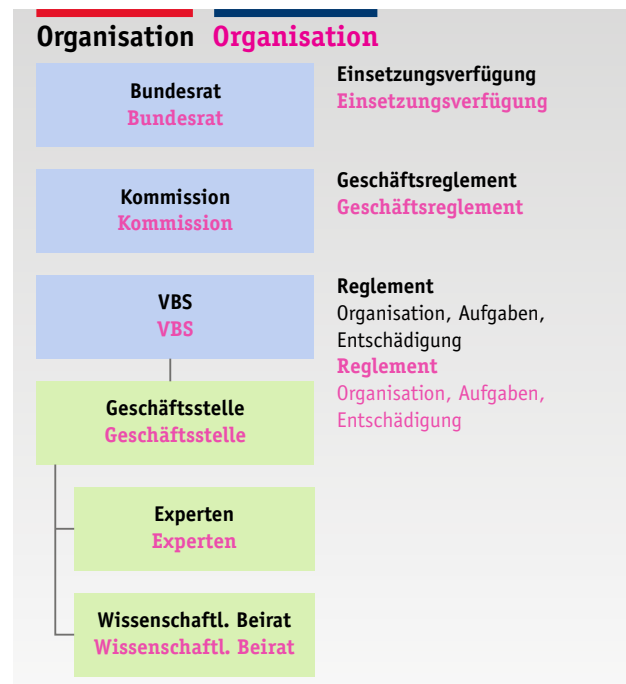 Organisation Organisation
Bundesrat
Bundesrat
Einsetzungsverfügung
Einsetzungsverfügung
Kommission
Kommission
Geschäftsreglement
Geschäftsreglement
VBS
VBS
Reglement
Organisation, Aufgaben,
Entschädigung
Reglement
Organisation, Aufgaben,
Entschädigung
Geschäftsstelle
Geschäftsstelle
Experten
Experten
Wissenschaftl. Beirat
Wissenschaftl. Beirat